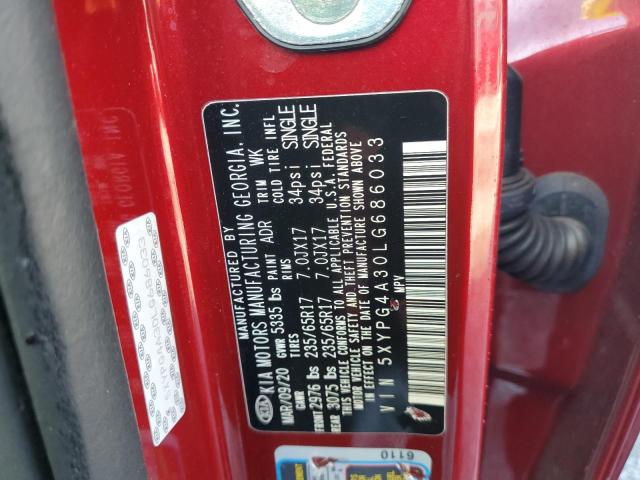 MANUFACTURED BY
KIA MOTORS MANUFACTURING GEORGIA, INC.
MAR/09/20 GVWR 5335 lbs PAINT ADR TRIM WK
GAWR TIRES RIMS COLD TIRE INFL
FRONT 2976 lbs 235/65R17 7.0JX17 34psi SINGLE
REAR 3075 lbs 235/65R17 7.0JX17 34psi SINGLE
THIS VEHICLE CONFORMS TO ALL APPLICABLE U.S.A. FEDERAL
MOTOR VEHICLE SAFETY AND THEFT PREVENTION STANDARDS
IN EFFECT ON THE DATE OF MANUFACTURE SHOWN ABOVE
VIN 5XYPG4A30LG686033
MPV
6110